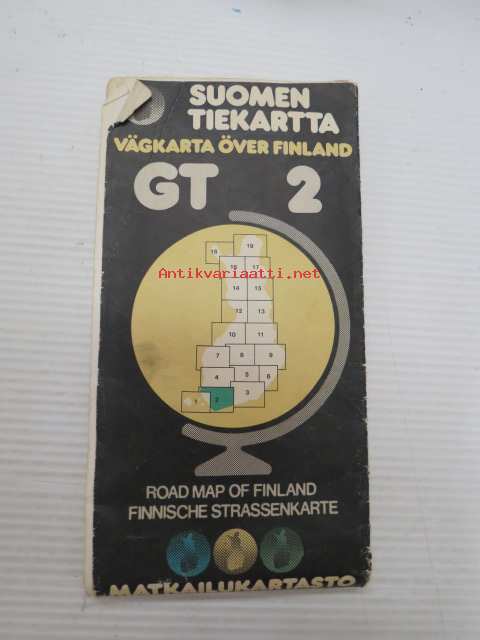 SUOMEN
TIEKARTTA
VÄGKARTA ÖVER FINLAND
GT 2
18 19
Antikvariaatti.net
16 17
14 15
12 13
10 11
7 8 9
4 5 6
1 2 3
ROAD MAP OF FINLAND
FINNISCHE STRASSENKARTE
MATKAILUKARTASTO